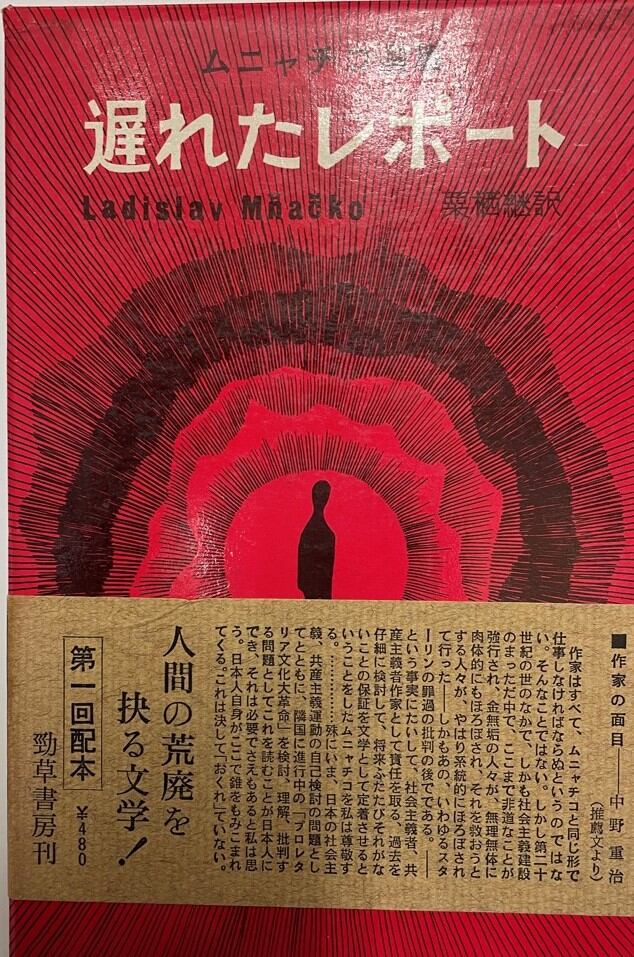 ムニャチコ
遅れたレポート
Ladislav Mňačko
栗栖継訳
■作家の面目──中野重治
(推薦文より)
作家はすべて、ムニャチコと同じ形で
仕事しなければならぬというのではな
い。そんなことではない。しかし第二十
世紀の世のなかで、しかも社会主義建設
のまっただ中で、ここまで非道なことが
強行され、金無垢の人々が、無理無体に
肉体的にもほろぼされ、それを救おうと
する人々が、やはり系統的にほろぼされ
て行った──しかもあの、いわゆるスタ
ーリンの罪過の批判の後でである。──
という事実にたいして、社会主義者、共
産主義者作家として責任を取る、過去を
仔細に検討して、将来ふたたびそれがな
いことの保証を文学として定着させると
いうことをしたムニャチコを私は尊敬す
る。…………殊にいま、日本の社会主
義、共産主義運動の自己検討の問題とし
てとともに、隣国に進行中の「プロレタ
リア文化大革命」を検討、理解、批判す
る問題としてこれを読むことが日本人に
でき、それは必要でさえもあると私は思
う。日本人自身がここで錐をもみこまれ
てくる。これは決して「おくれ」ていない。
人間の荒廃を
抉る文学!
第一回配本
¥480
勁草書房刊